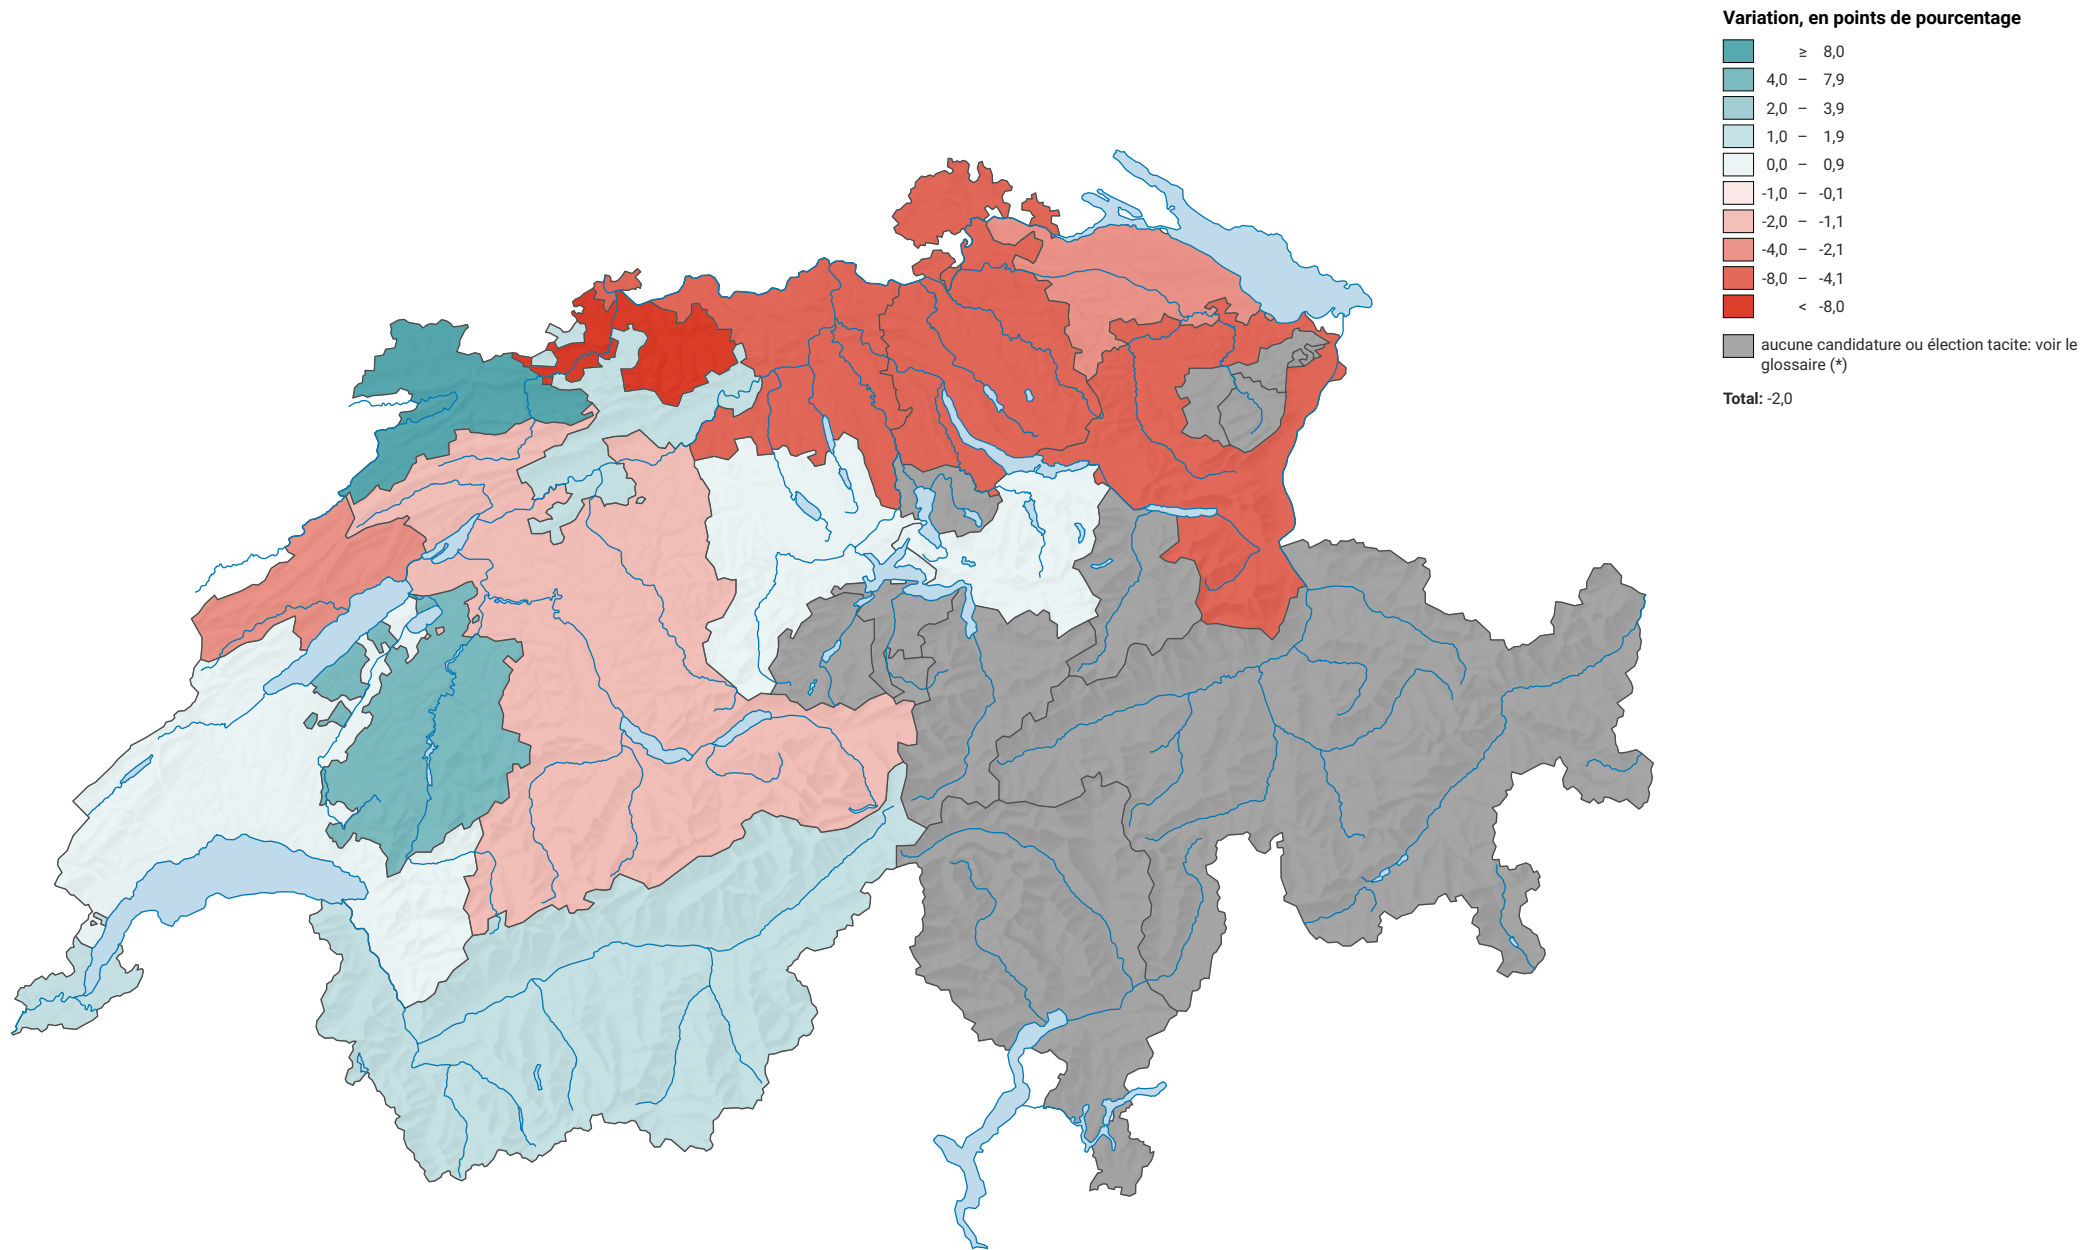 Variation, en points de pourcentage
≥ 8,0
4,0 – 7,9
2,0 – 3,9
1,0 – 1,9
0,0 – 0,9
-1,0 – -0,1
-2,0 – -1,1
-4,0 – -2,1
-8,0 – -4,1
< -8,0
aucune candidature ou élection tacite: voir le
glossaire (*)
Total: -2,0